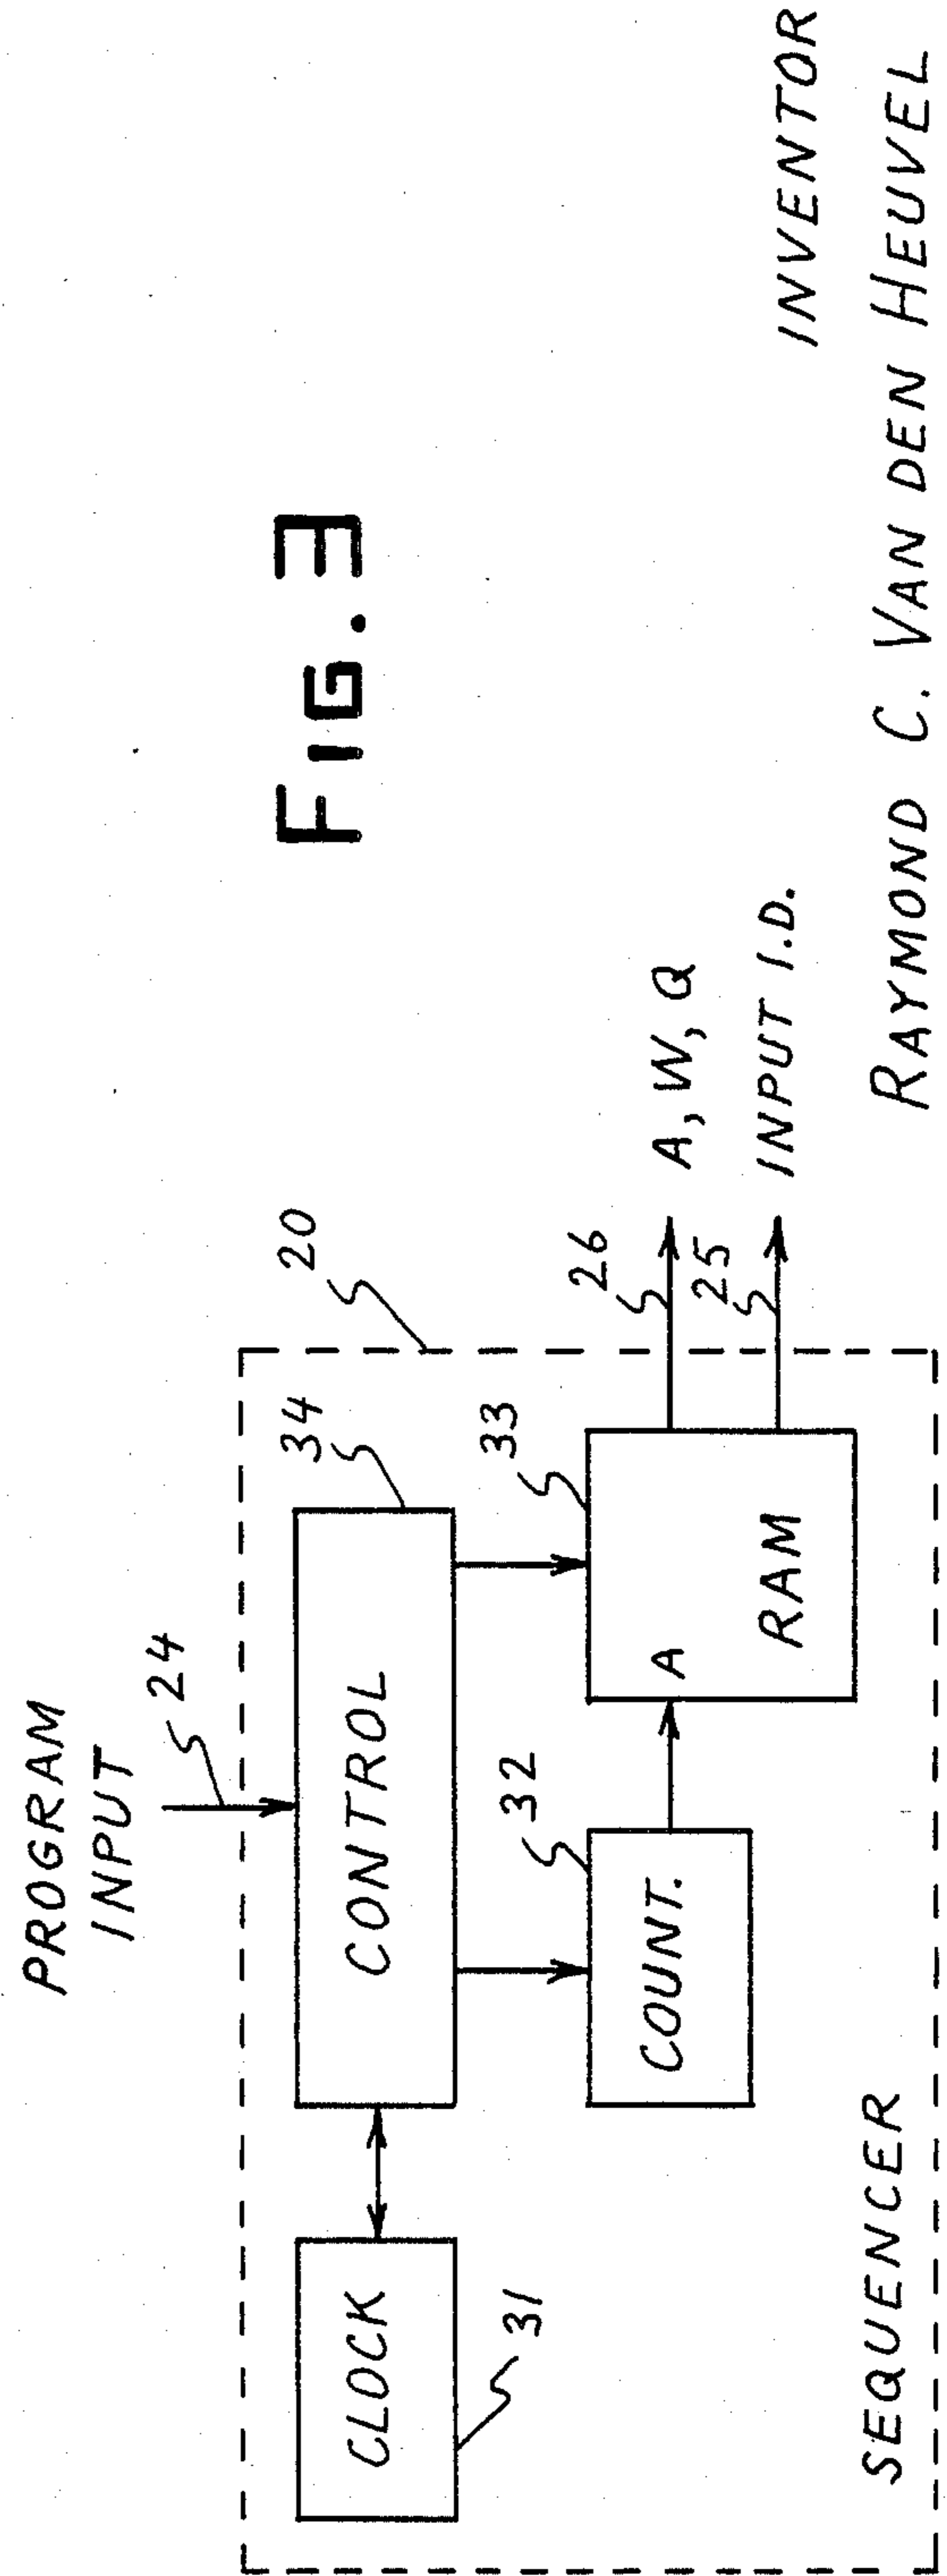 PROGRAM
INPUT
24
20
34
CLOCK
CONTROL
31
32
33
26
COUNT.
A
A, W, Q
25
RAM
INPUT I.D.
SEQUENCER
FIG. 3
INVENTOR
RAYMOND C. VAN DEN HEUVEL